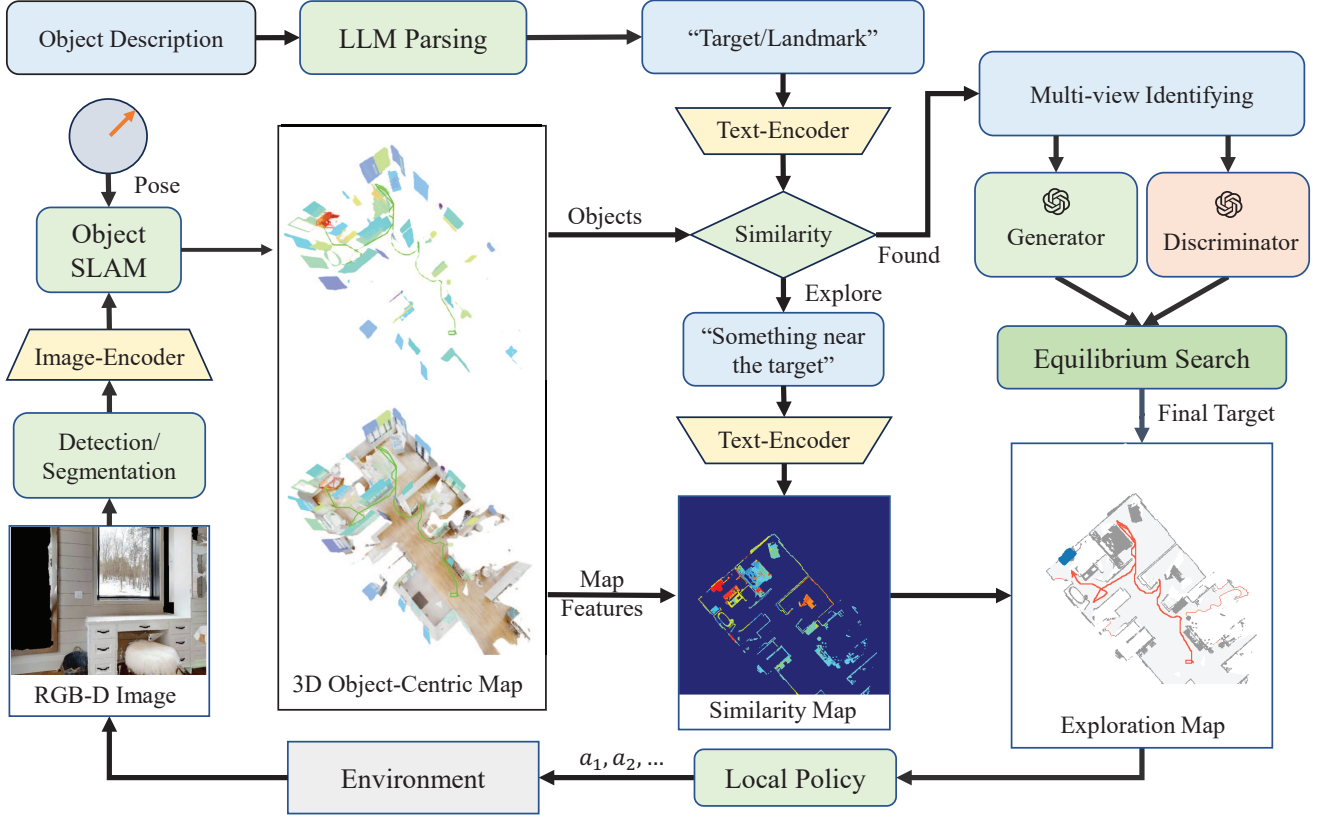 Object Description
LLM Parsing
“Target/Landmark”
Multi-view Identifying
Text-Encoder
Pose
Object
SLAM
Objects
Similarity
Found
Generator
Discriminator
Explore
Image-Encoder
“Something near
the target”
Equilibrium Search
Final Target
Detection/
Segmentation
Text-Encoder
Map
Features
RGB-D Image
3D Object-Centric Map
Similarity Map
Exploration Map
Environment
a₁, a₂, ...
Local Policy